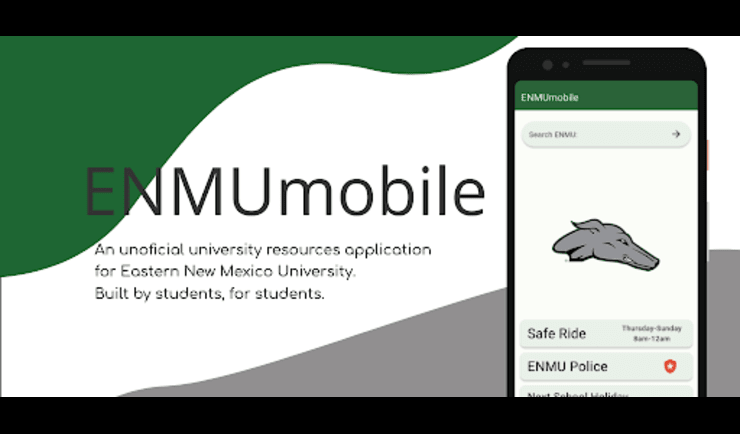 ENMUmobile
An unoficial university resources application
for Eastern New Mexico University.
Built by students, for students.
ENMUmobile
Search ENMU:
Safe Ride
Thursday-Sunday
8am-12am
ENMU Police
Next School Holiday